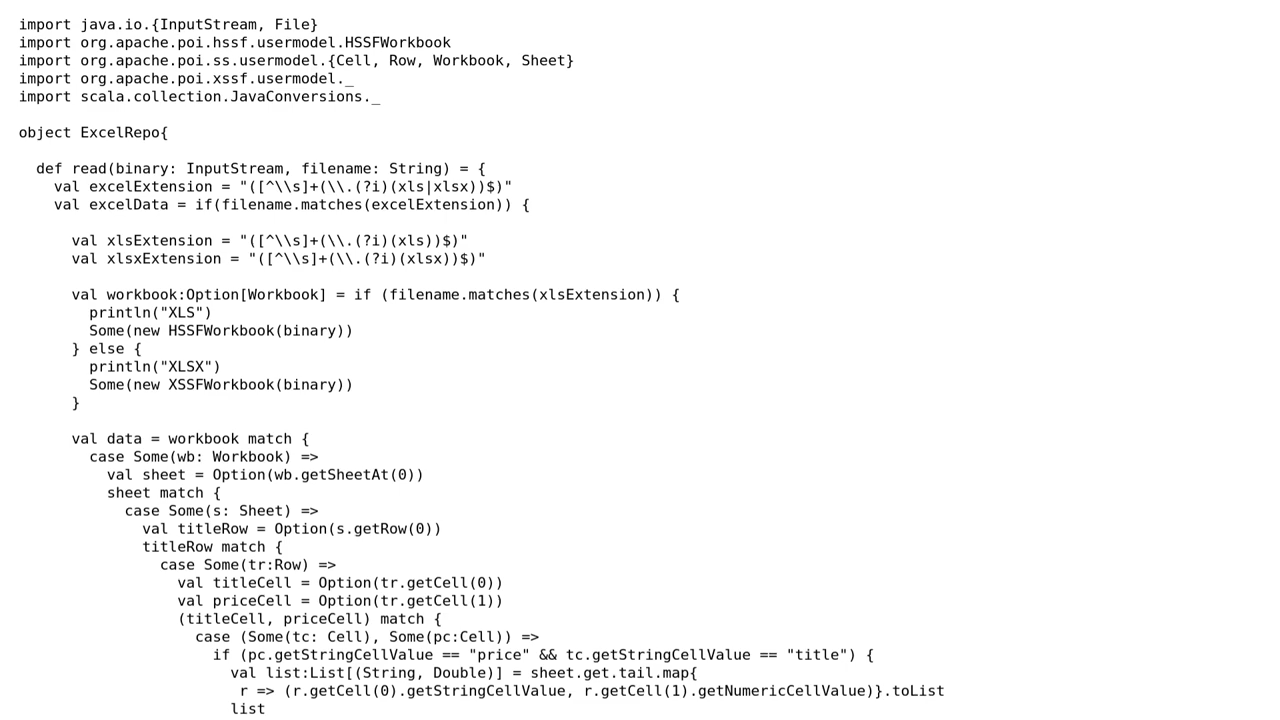 import java.io.{InputStream, File}
import org.apache.poi.hssf.usermodel.HSSFWorkbook
import org.apache.poi.ss.usermodel.{Cell, Row, Workbook, Sheet}
import org.apache.poi.xssf.usermodel._
import scala.collection.JavaConversions._

object ExcelRepo{

  def read(binary: InputStream, filename: String) = {
    val excelExtension = "([^\\s]+(\\.(?i)(xls|xlsx))$)"
    val excelData = if(filename.matches(excelExtension)) {

      val xlsExtension = "([^\\s]+(\\.(?i)(xls))$)"
      val xlsxExtension = "([^\\s]+(\\.(?i)(xlsx))$)"

      val workbook:Option[Workbook] = if (filename.matches(xlsExtension)) {
        println("XLS")
        Some(new HSSFWorkbook(binary))
      } else {
        println("XLSX")
        Some(new XSSFWorkbook(binary))
      }

      val data = workbook match {
        case Some(wb: Workbook) =>
          val sheet = Option(wb.getSheetAt(0))
          sheet match {
            case Some(s: Sheet) =>
              val titleRow = Option(s.getRow(0))
              titleRow match {
                case Some(tr:Row) =>
                  val titleCell = Option(tr.getCell(0))
                  val priceCell = Option(tr.getCell(1))
                  (titleCell, priceCell) match {
                    case (Some(tc: Cell), Some(pc:Cell)) =>
                      if (pc.getStringCellValue == "price" && tc.getStringCellValue == "title") {
                        val list:List[(String, Double)] = sheet.get.tail.map{
                         r => (r.getCell(0).getStringCellValue, r.getCell(1).getNumericCellValue)}.toList
                        list